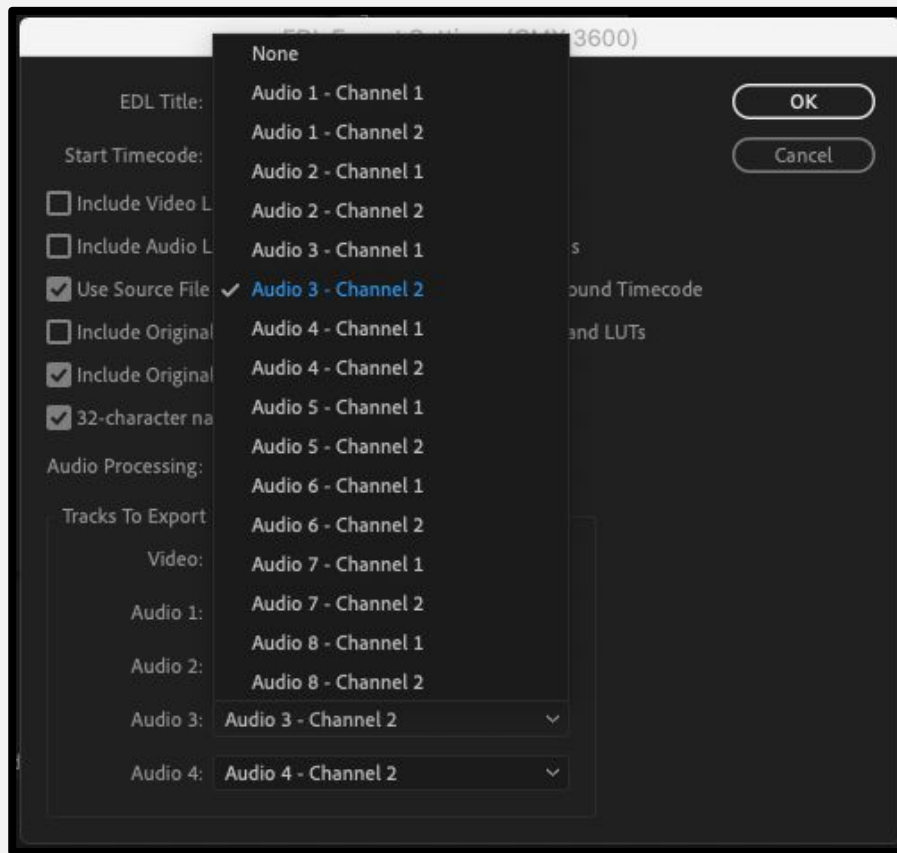 3600)
None
EDL Title:
Audio 1 - Channel 1
OK
Audio 1 - Channel 2
Start Timecode:
Audio 2 - Channel 1
Cancel
Include Video L
Audio 2 - Channel 2
Include Audio L
Audio 3 - Channel 1
s
Use Source File
Audio 3 - Channel 2
ound Timecode
Include Original
Audio 4 - Channel 1
and LUTs
Include Original
Audio 4 - Channel 2
32-character na
Audio 5 - Channel 1
Audio 5 - Channel 2
Audio Processing:
Audio 6 - Channel 1
Tracks To Export
Audio 6 - Channel 2
Video:
Audio 7 - Channel 1
Audio 7 - Channel 2
Audio 1:
Audio 8 - Channel 1
Audio 2:
Audio 8 - Channel 2
Audio 3:
Audio 3 - Channel 2
Audio 4:
Audio 4 - Channel 2